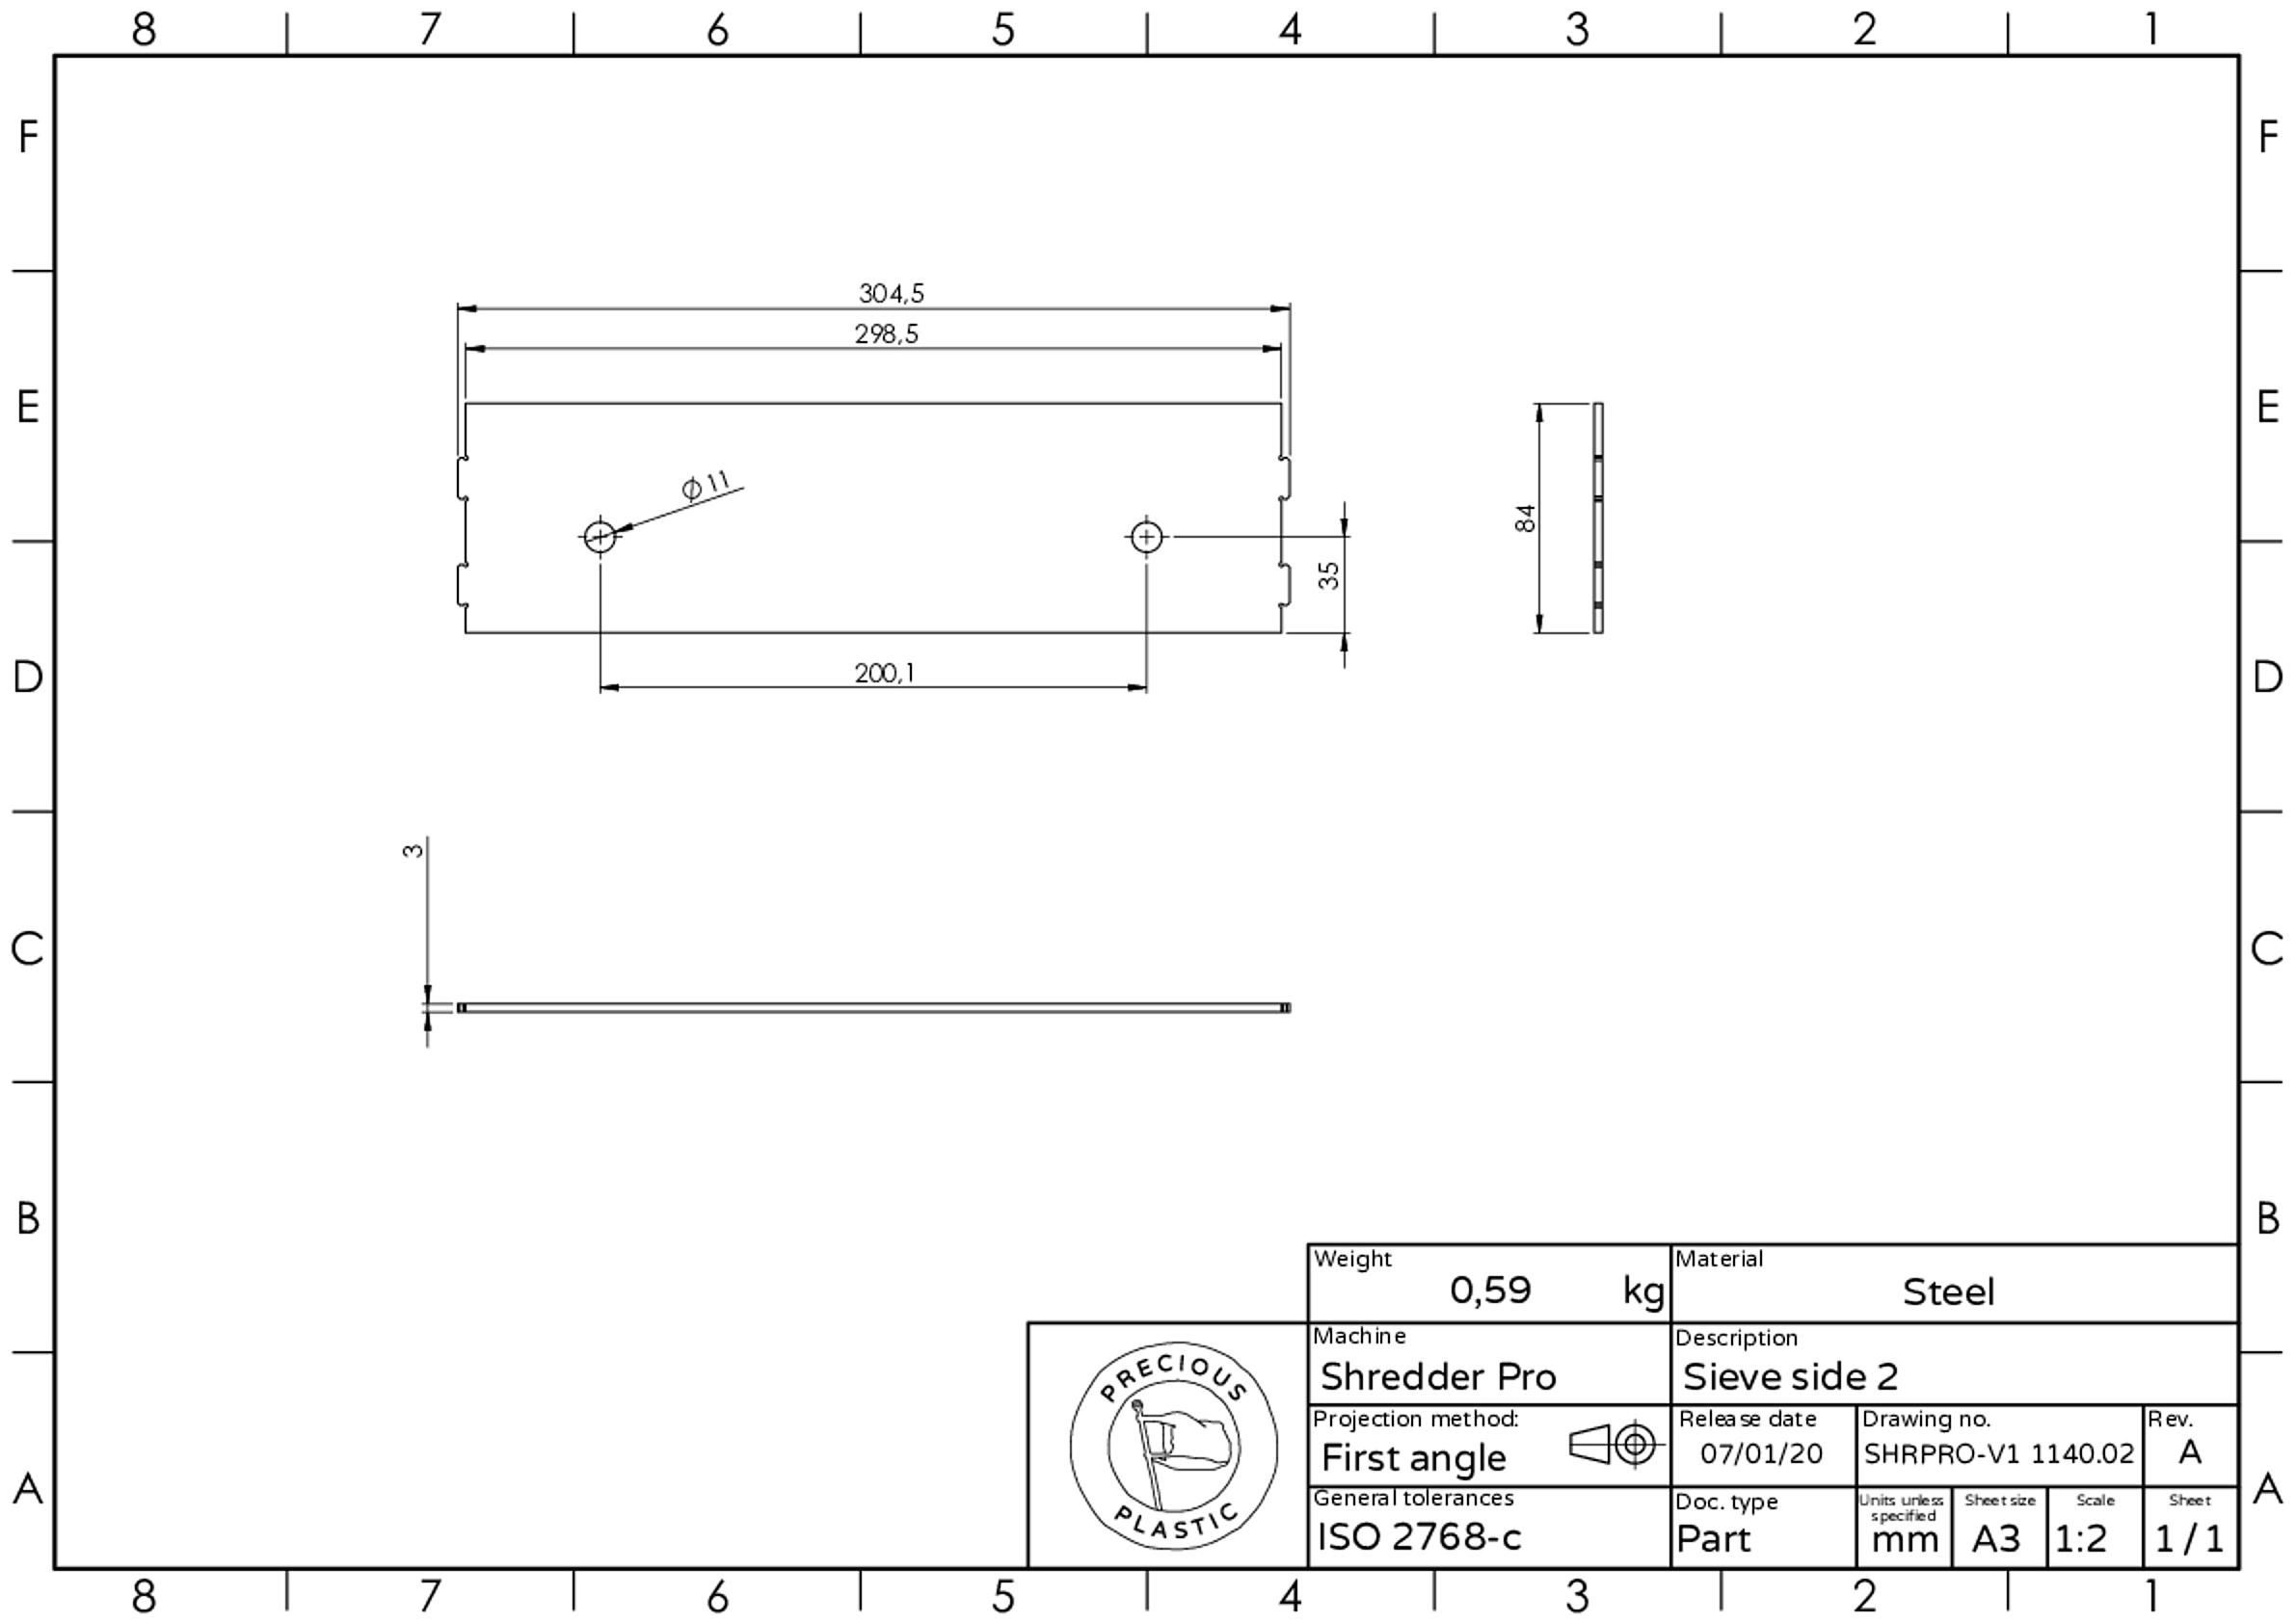 8 7 6 5 4 3 2 1
F F
304,5
298,5
E E
Ø 11
84
35
D D
200,1
3
C C
B B
Weight Material
0,59 kg Steel
Machine Description
Shredder Pro Sieve side 2
PRECIOUS
PLASTIC
Projection method: Release date Drawing no. Rev.
First angle 07/01/20 SHRPRO-V1 1140.02 A
A A
General tolerances Doc. type Units unless specified Sheet size Scale Sheet
ISO 2768-c Part mm A3 1:2 1 / 1
8 7 6 5 4 3 2 1